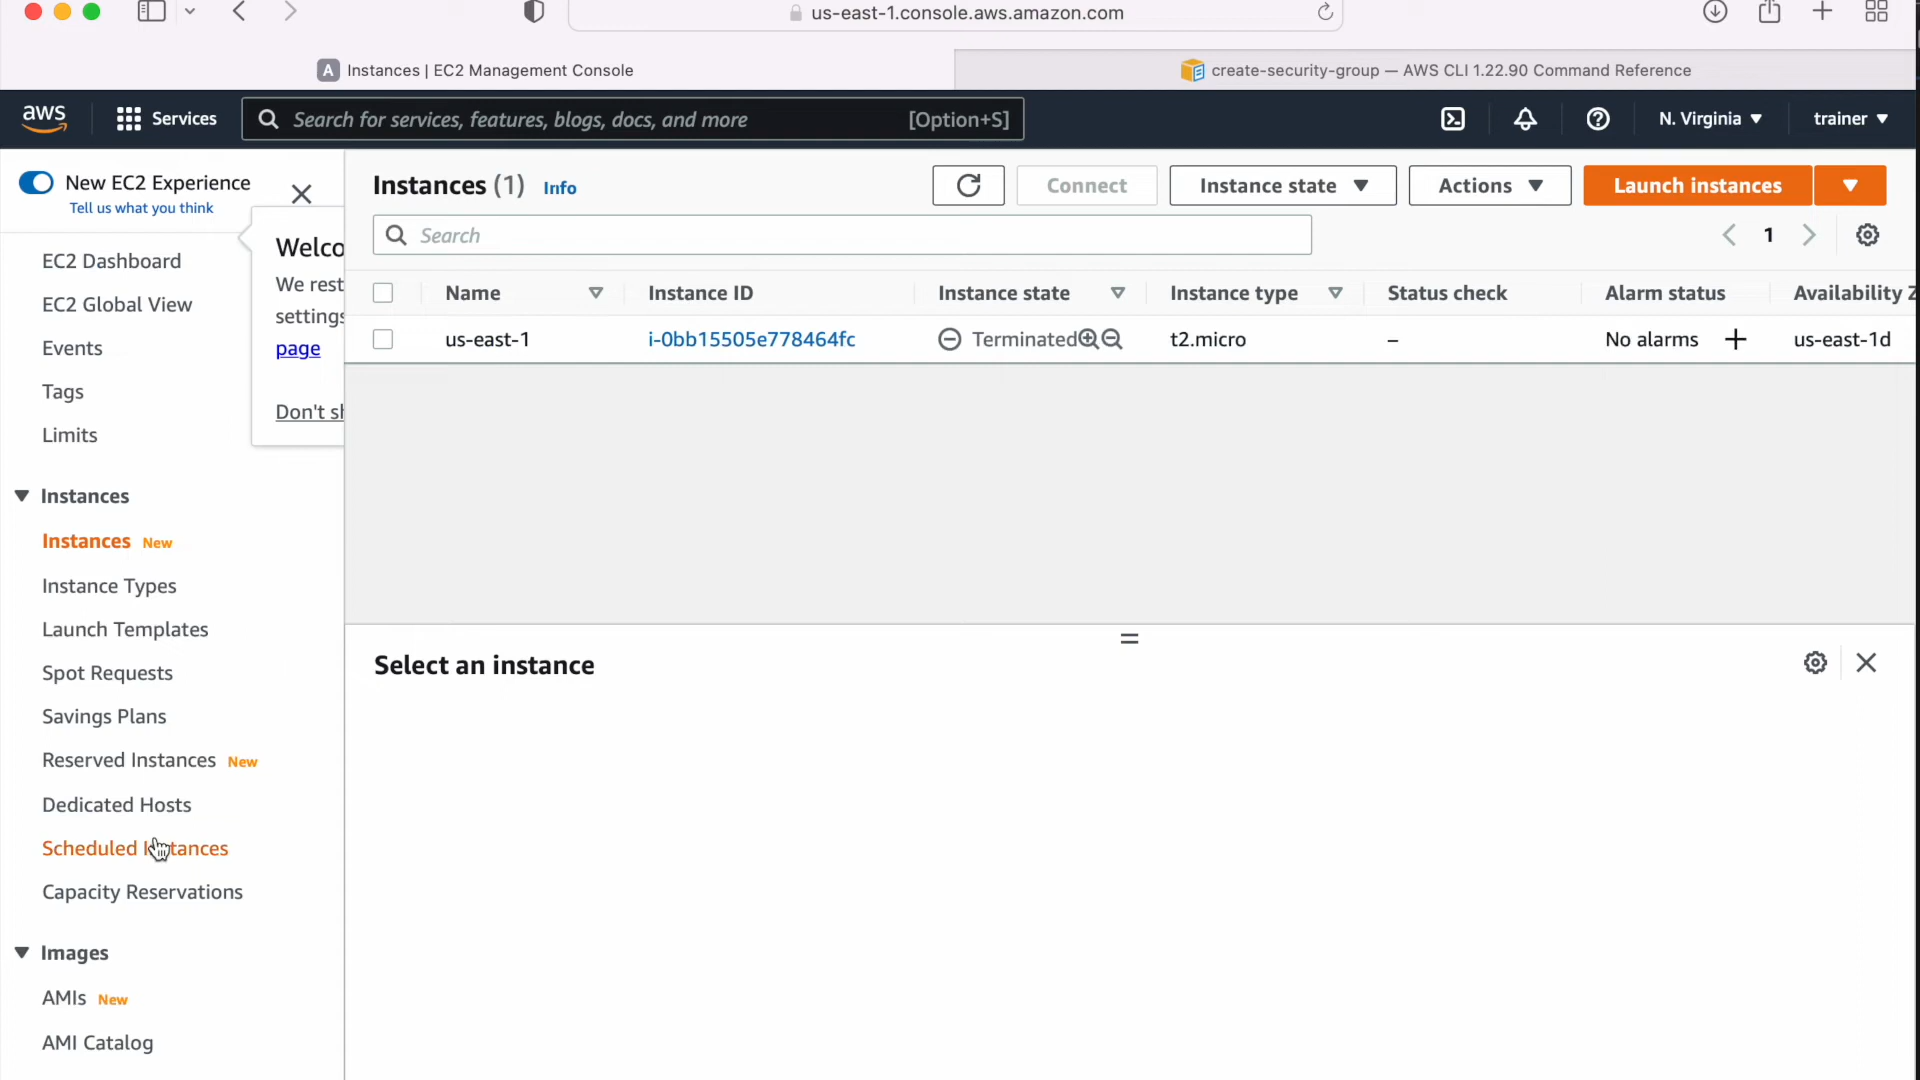 us-east-1.console.aws.amazon.com
A Instances | EC2 Management Console
create-security-group — AWS CLI 1.22.90 Command Reference
aws
Services
Search for services, features, blogs, docs, and more
[Option+S]
N. Virginia
trainer
New EC2 Experience
Tell us what you think
Welco
We rest
settings
page
Don't sh
EC2 Dashboard
EC2 Global View
Events
Tags
Limits
Instances
Instances New
Instance Types
Launch Templates
Spot Requests
Savings Plans
Reserved Instances New
Dedicated Hosts
Scheduled Instances
Capacity Reservations
Images
AMIs New
AMI Catalog
Instances (1) Info
Connect
Instance state
Actions
Launch instances
Search
1
Name Instance ID Instance state Instance type Status check Alarm status Availability Z
us-east-1 i-0bb15505e778464fc Terminated t2.micro – No alarms + us-east-1d
Select an instance